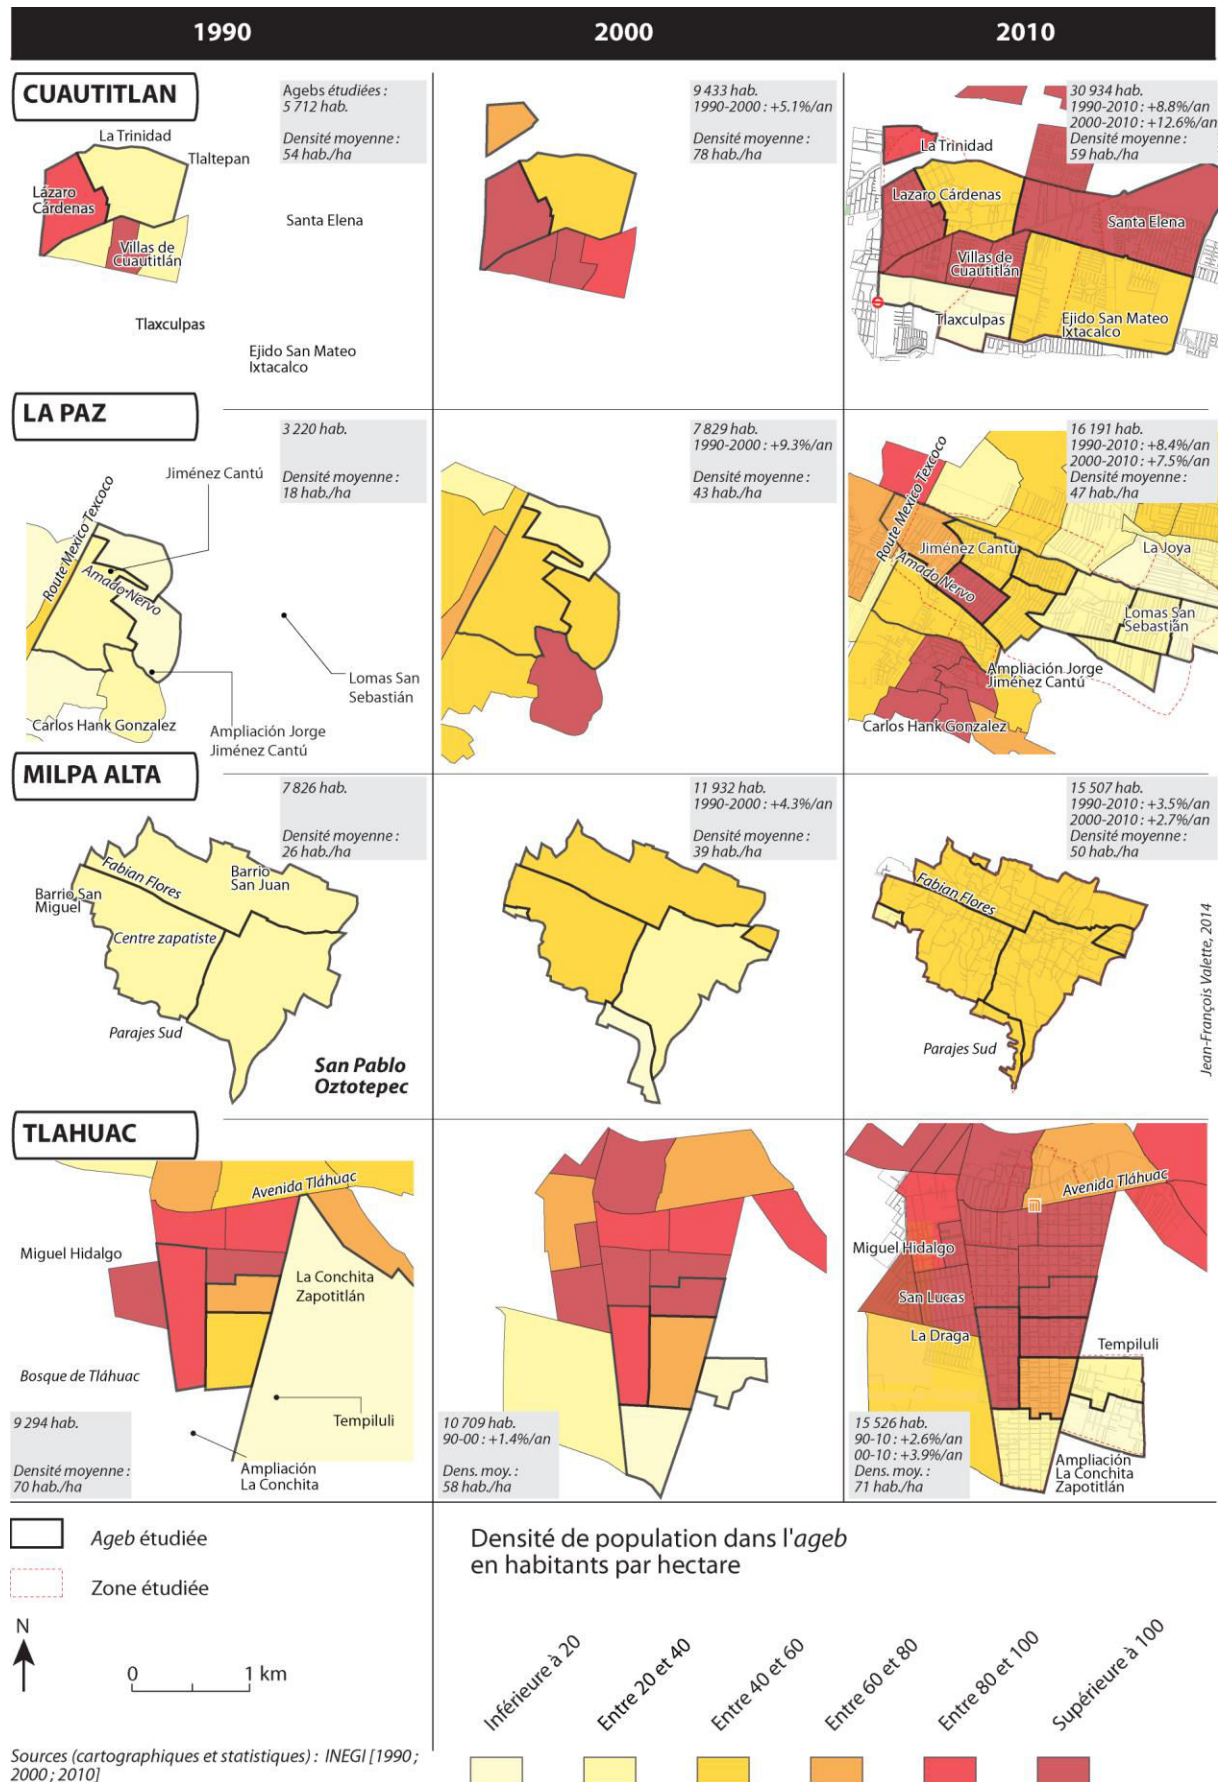 1990
2000
2010
CUAUTITLAN
Agebs étudiées :
5 712 hab.
Densité moyenne :
54 hab./ha
La Trinidad
Tlaltepan
Lázaro
Cárdenas
Santa Elena
Villas de
Cuautitlán
Tlaxculpas
Ejido San Mateo
Ixtacalco
9 433 hab.
1990-2000 : +5.1%/an
Densité moyenne :
78 hab./ha
30 934 hab.
1990-2010 : +8.8%/an
2000-2010 : +12.6%/an
Densité moyenne :
59 hab./ha
La Trinidad
Lazaro Cárdenas
Santa Elena
Villas de
Cuautitlán
Tlaxculpas
Ejido San Mateo
Ixtacalco
LA PAZ
3 220 hab.
Densité moyenne :
18 hab./ha
Jiménez Cantú
Route Mexico Texcoco
Amado Nervo
Lomas San
Sebastián
Carlos Hank Gonzalez
Ampliación Jorge
Jiménez Cantú
7 829 hab.
1990-2000 : +9.3%/an
Densité moyenne :
43 hab./ha
16 191 hab.
1990-2010 : +8.4%/an
2000-2010 : +7.5%/an
Densité moyenne :
47 hab./ha
Route Mexico Texcoco
Jiménez Cantú
La Joya
Amado Nervo
Lomas San
Sebastián
Ampliación Jorge
Jiménez Cantú
Carlos Hank Gonzalez
MILPA ALTA
7 826 hab.
Densité moyenne :
26 hab./ha
Fabian Flores
Barrio
San Juan
Barrio San
Miguel
Centre zapatiste
Parajes Sud
San Pablo
Oztotepec
11 932 hab.
1990-2000 : +4.3%/an
Densité moyenne :
39 hab./ha
15 507 hab.
1990-2010 : +3.5%/an
2000-2010 : +2.7%/an
Densité moyenne :
50 hab./ha
Fabian Flores
Parajes Sud
Jean-François Valette, 2014
TLAHUAC
Avenida Tláhuac
Miguel Hidalgo
La Conchita
Zapotitlán
Bosque de Tláhuac
Tempiluli
9 294 hab.
Densité moyenne :
70 hab./ha
Ampliación
La Conchita
10 709 hab.
90-00 : +1.4%/an
Dens. moy. :
58 hab./ha
Avenida Tláhuac
Miguel Hidalgo
San Lucas
La Draga
Tempiluli
15 526 hab.
90-10 : +2.6%/an
00-10 : +3.9%/an
Dens. moy. :
71 hab./ha
Ampliación
La Conchita
Zapotitlán
Ageb étudiée
Zone étudiée
N
0 1 km
Sources (cartographiques et statistiques) : INEGI [1990 ;
2000 ; 2010]
Densité de population dans l'ageb
en habitants par hectare
Inférieure à 20
Entre 20 et 40
Entre 40 et 60
Entre 60 et 80
Entre 80 et 100
Supérieure à 100